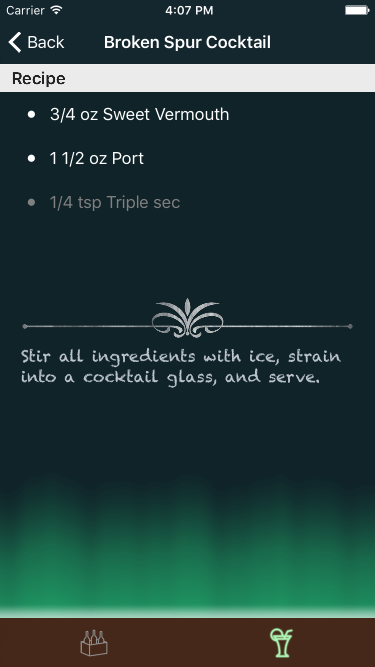 Carrier 4:07 PM
Back Broken Spur Cocktail
Recipe
• 3/4 oz Sweet Vermouth
• 1 1/2 oz Port
• 1/4 tsp Triple sec
Stir all ingredients with ice, strain
into a cocktail glass, and serve.